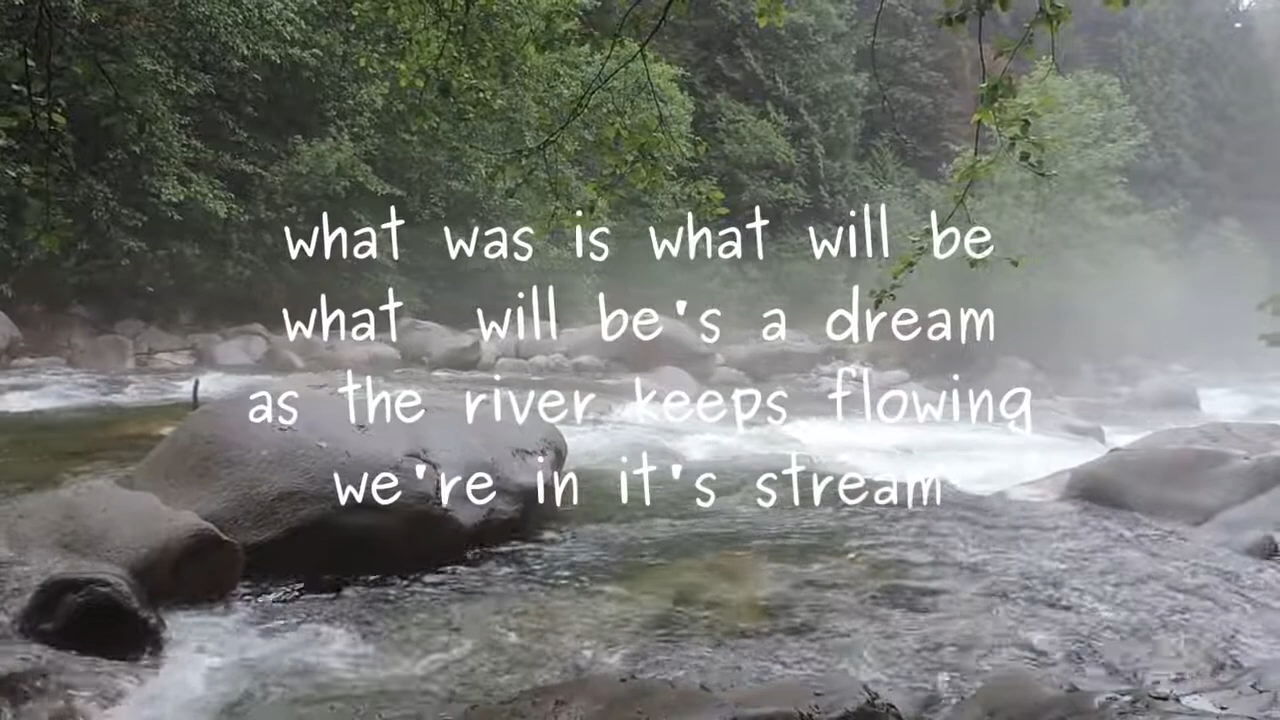 what was is what will be
what will be's a dream
as the river keeps flowing
we're in it's stream